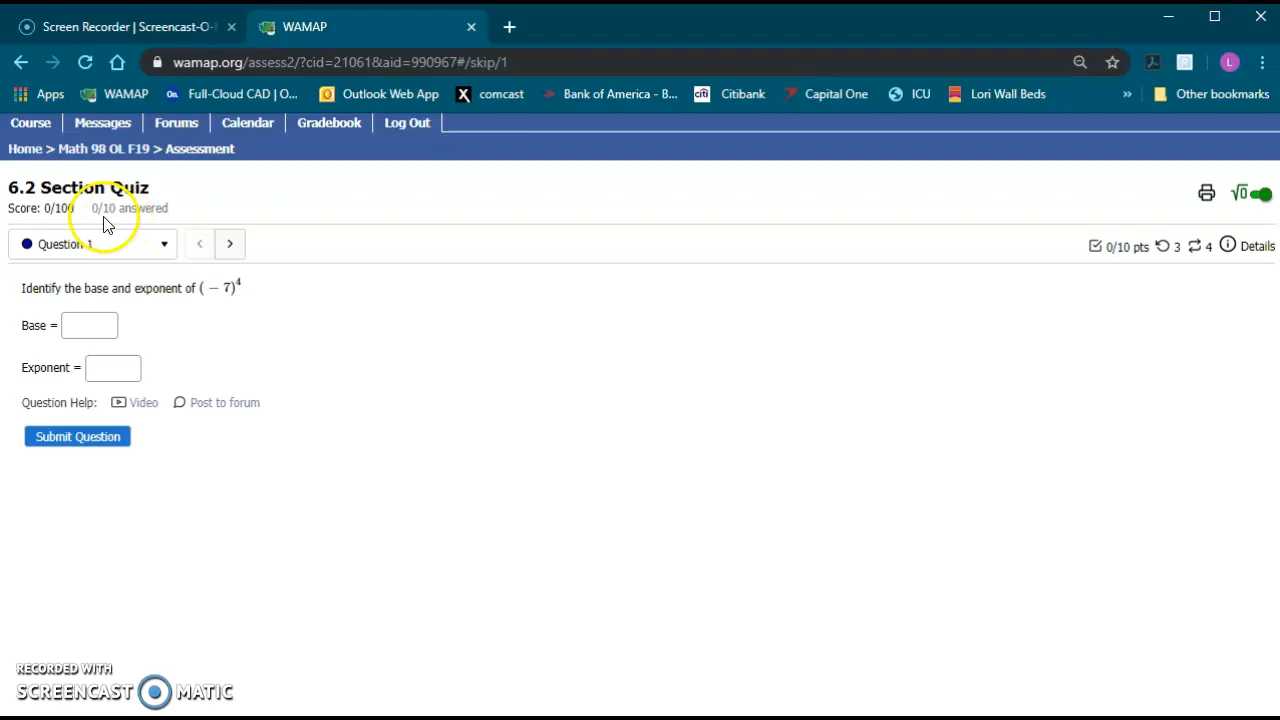 Screen Recorder | Screencast-O-
WAMAP
wamap.org/assess2/?cid=21061&aid=990967#/skip/1
L
Apps WAMAP On Full-Cloud CAD | O... Outlook Web App X comcast Bank of America - B... citi Citibank Capital One ICU Lori Wall Beds » Other bookmarks
Course Messages Forums Calendar Gradebook Log Out
Home > Math 98 OL F19 > Assessment
6.2 Section Quiz
Score: 0/100 0/10 answered
√0
Question 1 < > 0/10 pts 3 4 Details
Identify the base and exponent of (− 7)⁴
Base =
Exponent =
Question Help: Video Post to forum
Submit Question
RECORDED WITH
SCREENCAST MATIC